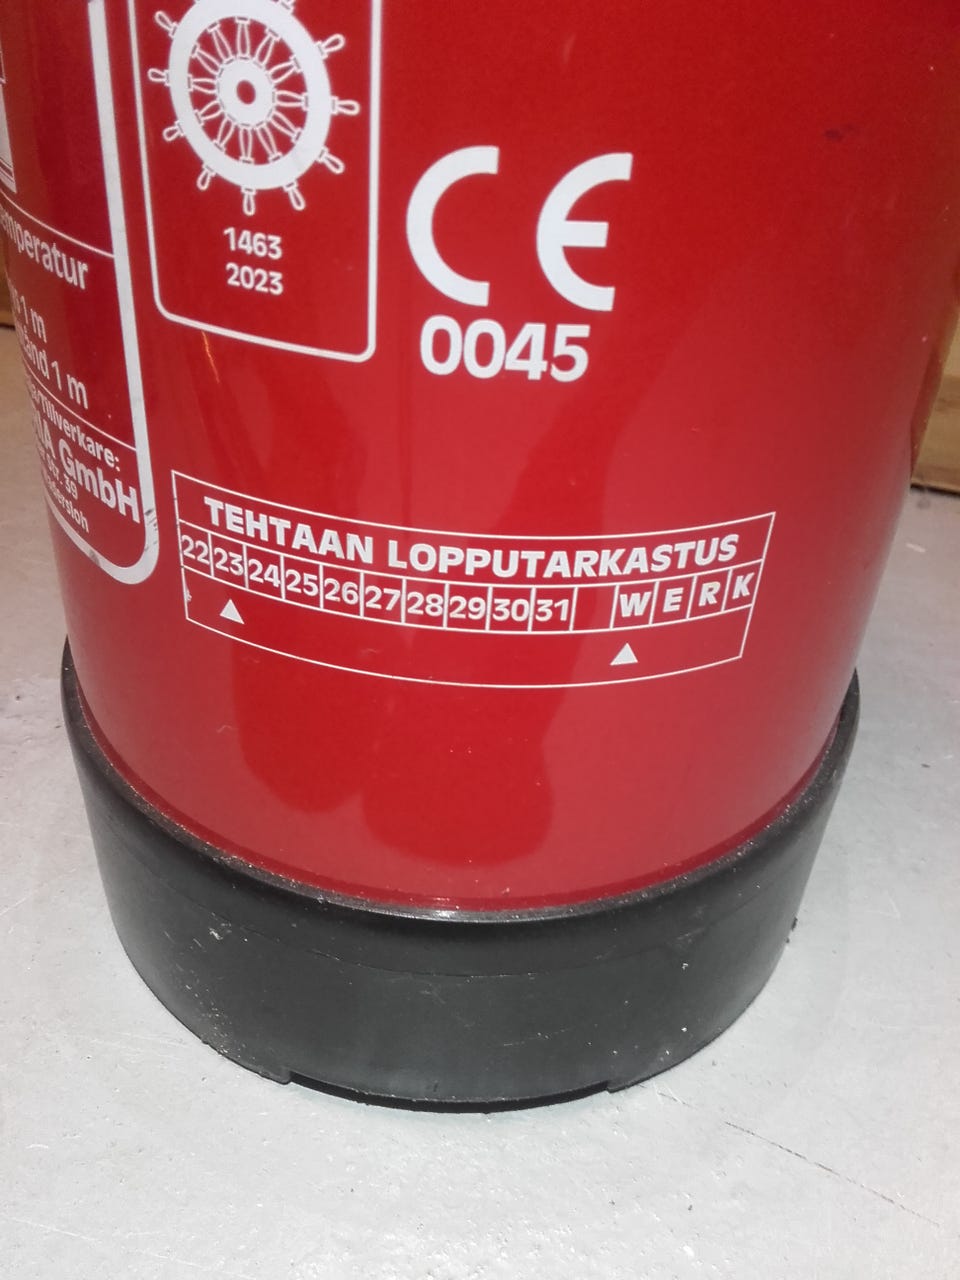 1463
2023
CE
0045
temperatur
1 m
1 m
GmbH
39
TEHTAAN LOPPUTARKASTUS
22 23 24 25 26 27 28 29 30 31 W E R K